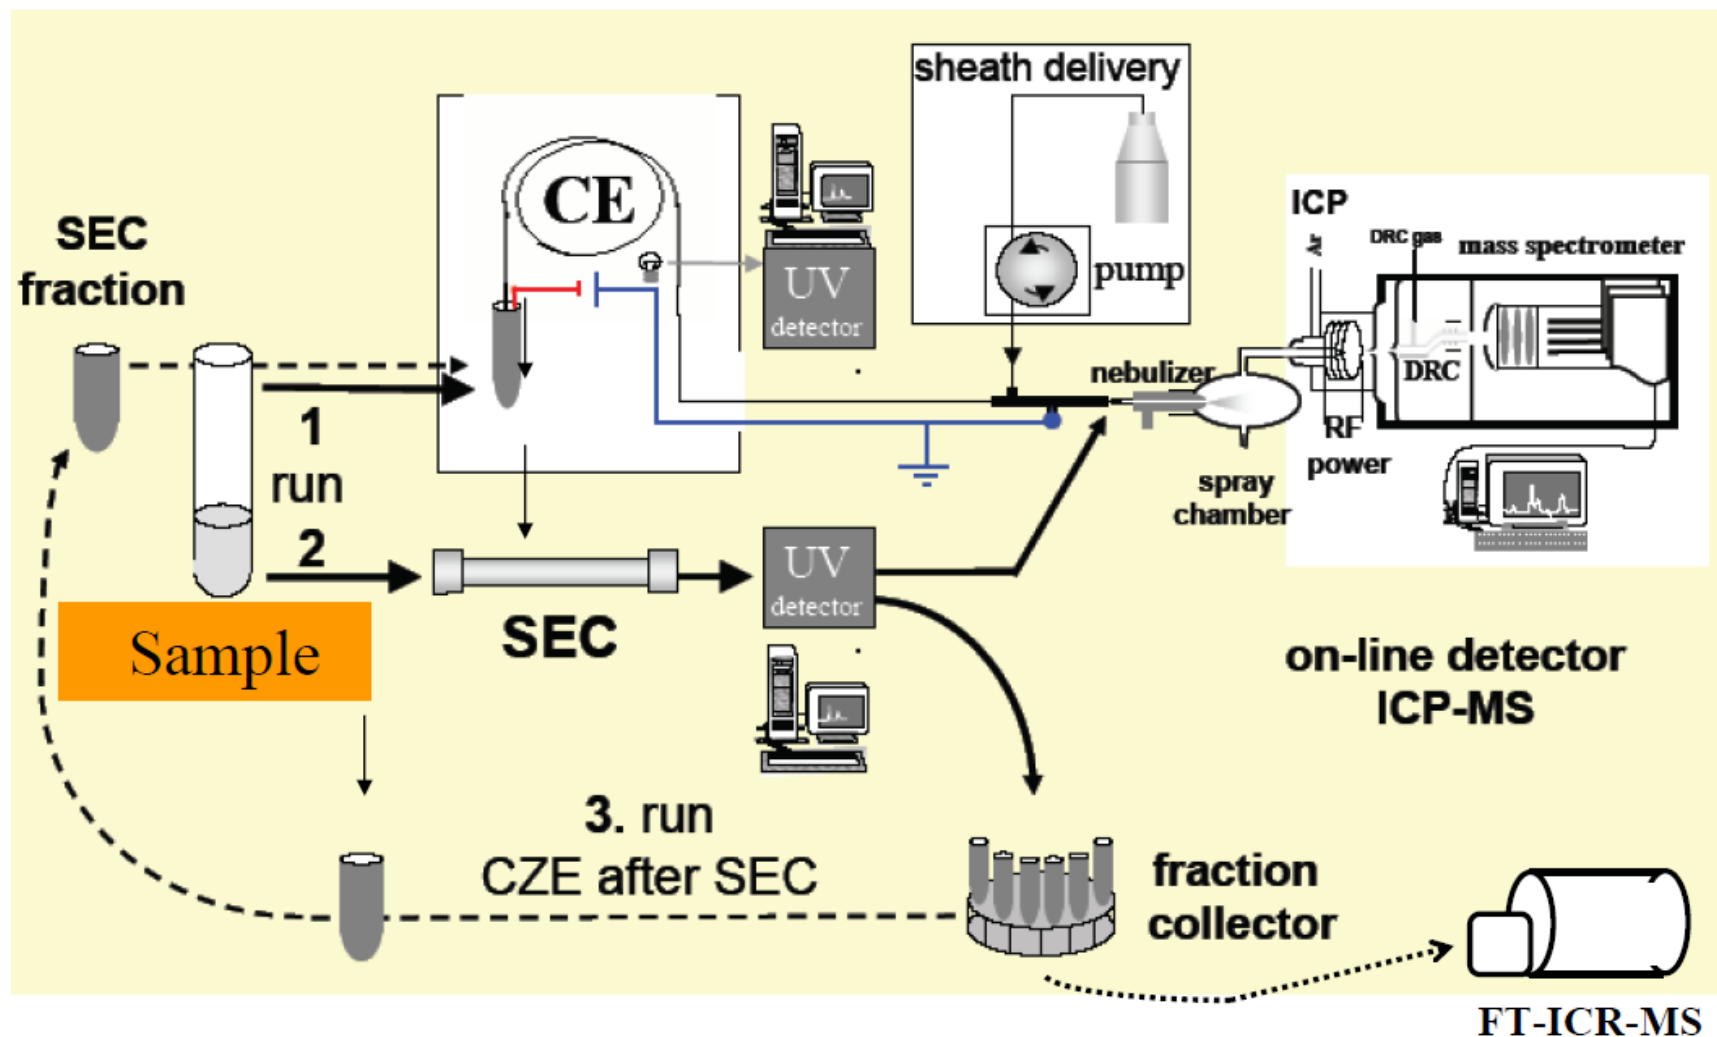 sheath delivery
CE
SEC
fraction
UV
detector
pump
ICP
Ar
DRC gas
mass spectrometer
nebulizer
DRC
RF
power
spray
chamber
1
run
2
UV
detector
SEC
Sample
on-line detector
ICP-MS
3. run
CZE after SEC
fraction
collector
FT-ICR-MS